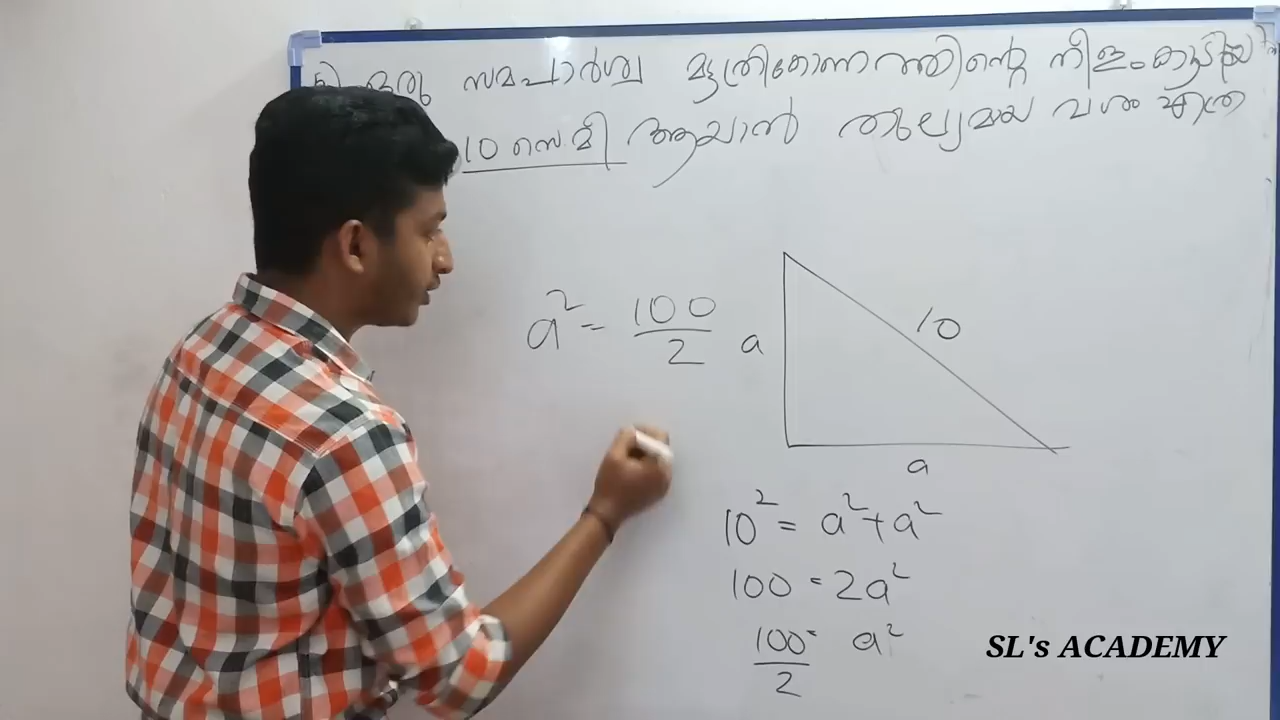 ഒരു സമപാർശ്വ മട്ടത്രികോണത്തിന്റെ നീളം കൂടിയ
10 സെ.മീ ആയാൽ തുല്യമായ വശം എത്ര
a² = 100/2
a
10
a
10² = a² + a²
100 = 2a²
100/2 = a²
SL's ACADEMY